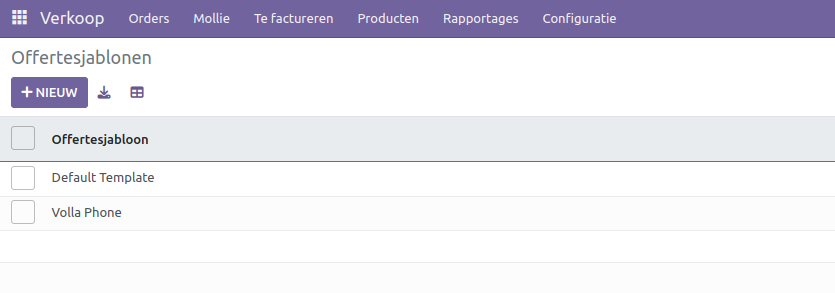 Verkoop Orders Mollie Te factureren Producten Rapportages Configuratie
Offertesjablonen
+ NIEUW
Offertesjabloon
Default Template
Volla Phone